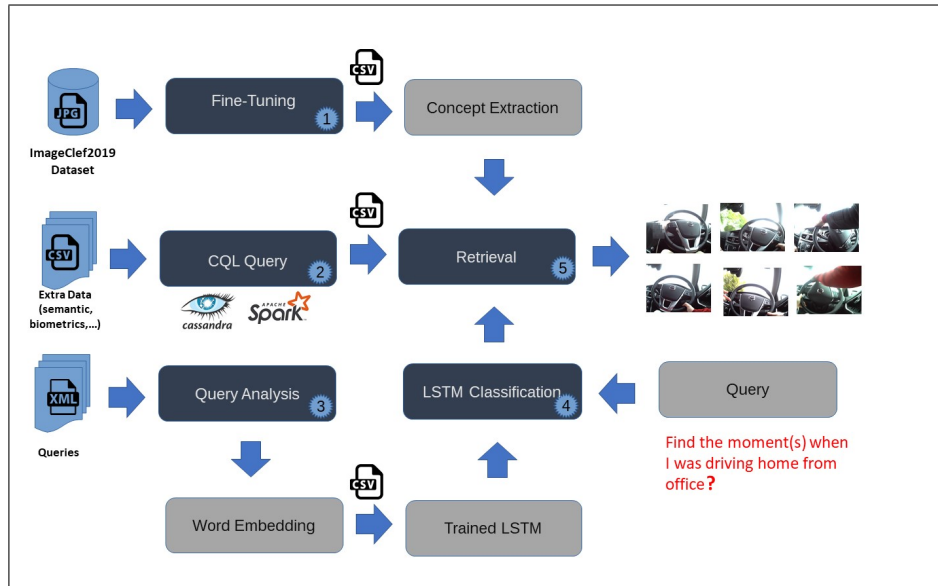 CSV
JPG
Fine-Tuning
1
Concept Extraction
ImageClef2019
Dataset
CSV
CSV
CQL Query
2
Retrieval
5
Extra Data
(semantic,
biometrics,...)
cassandra
APACHE
Spark
XML
Query Analysis
3
LSTM Classification
4
Query
Queries
Find the moment(s) when
I was driving home from
office?
CSV
Word Embedding
Trained LSTM